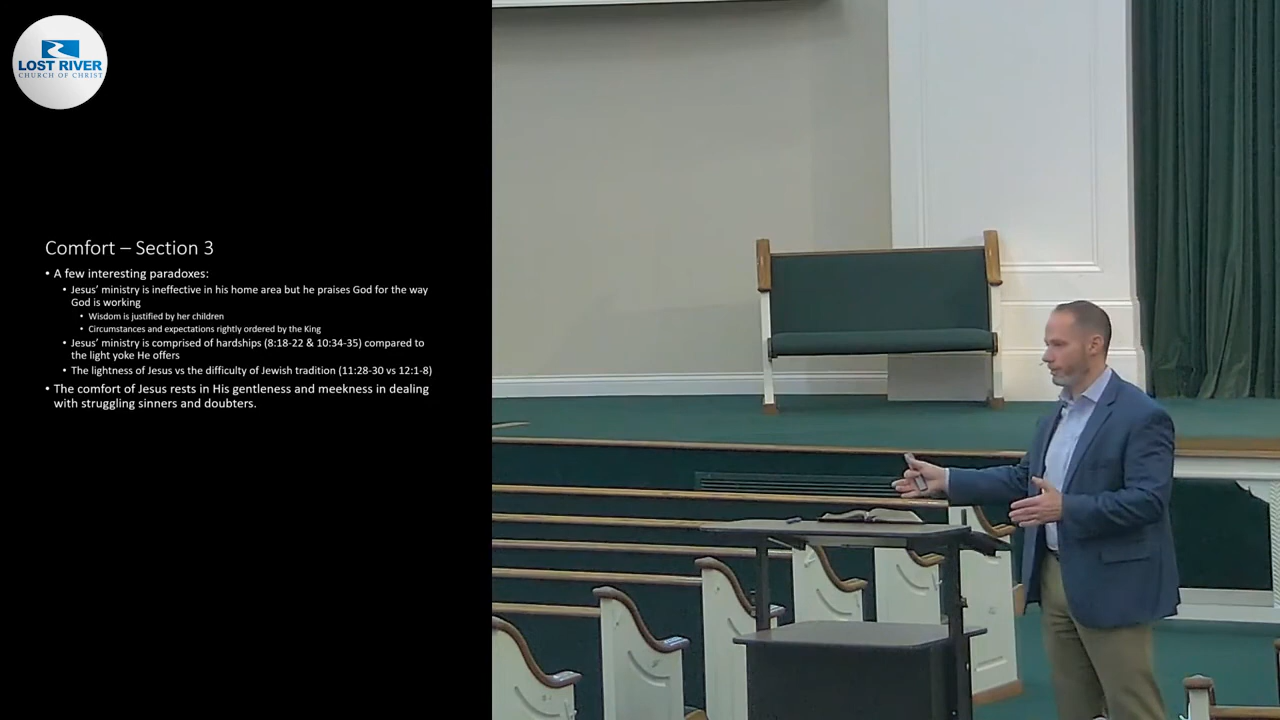 LOST RIVER
CHURCH OF CHRIST
Comfort – Section 3
• A few interesting paradoxes:
• Jesus’ ministry is ineffective in his home area but he praises God for the way
God is working
• Wisdom is justified by her children
• Circumstances and expectations rightly ordered by the King
• Jesus’ ministry is comprised of hardships (8:18-22 & 10:34-35) compared to
the light yoke He offers
• The lightness of Jesus vs the difficulty of Jewish tradition (11:28-30 vs 12:1-8)
• The comfort of Jesus rests in His gentleness and meekness in dealing
with struggling sinners and doubters.